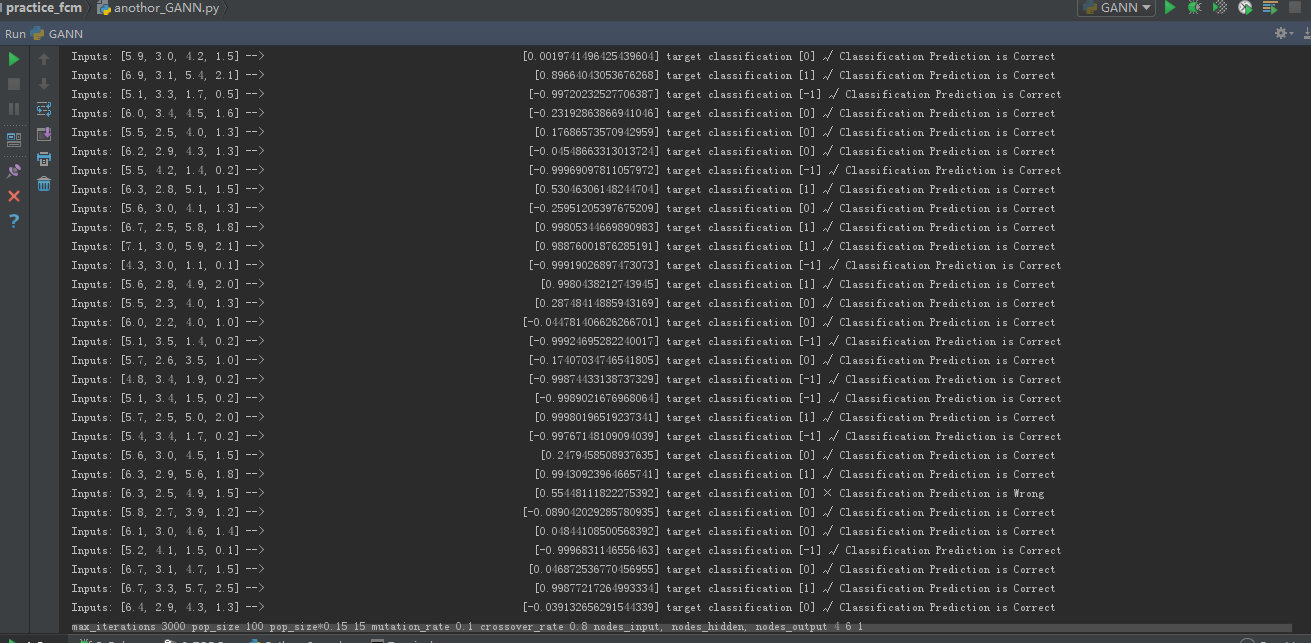 practice_fcm anothor_GANN.py GANN
Run GANN
Inputs: [5.9, 3.0, 4.2, 1.5] --> [0.0019741496425439604] target classification [0] √ Classification Prediction is Correct
Inputs: [6.9, 3.1, 5.4, 2.1] --> [0.89664043053676268] target classification [1] √ Classification Prediction is Correct
Inputs: [5.1, 3.3, 1.7, 0.5] --> [-0.99720232527706387] target classification [-1] √ Classification Prediction is Correct
Inputs: [6.0, 3.4, 4.5, 1.6] --> [-0.23192863866941046] target classification [0] √ Classification Prediction is Correct
Inputs: [5.5, 2.5, 4.0, 1.3] --> [0.17686573570942959] target classification [0] √ Classification Prediction is Correct
Inputs: [6.2, 2.9, 4.3, 1.3] --> [-0.0454866313013724] target classification [0] √ Classification Prediction is Correct
Inputs: [5.5, 4.2, 1.4, 0.2] --> [-0.99969097811057972] target classification [-1] √ Classification Prediction is Correct
Inputs: [6.3, 2.8, 5.1, 1.5] --> [0.53046306148244704] target classification [1] √ Classification Prediction is Correct
Inputs: [5.6, 3.0, 4.1, 1.3] --> [-0.25951205397675209] target classification [0] √ Classification Prediction is Correct
Inputs: [6.7, 2.5, 5.8, 1.8] --> [0.99805344669890983] target classification [1] √ Classification Prediction is Correct
Inputs: [7.1, 3.0, 5.9, 2.1] --> [0.98876001876285191] target classification [1] √ Classification Prediction is Correct
Inputs: [4.3, 3.0, 1.1, 0.1] --> [-0.99919026897473073] target classification [-1] √ Classification Prediction is Correct
Inputs: [5.6, 2.8, 4.9, 2.0] --> [0.9980438212743945] target classification [1] √ Classification Prediction is Correct
Inputs: [5.5, 2.3, 4.0, 1.3] --> [0.28748414885943169] target classification [0] √ Classification Prediction is Correct
Inputs: [6.0, 2.2, 4.0, 1.0] --> [-0.044781406626266701] target classification [0] √ Classification Prediction is Correct
Inputs: [5.1, 3.5, 1.4, 0.2] --> [-0.99924695282240017] target classification [-1] √ Classification Prediction is Correct
Inputs: [5.7, 2.6, 3.5, 1.0] --> [-0.17407034746541805] target classification [0] √ Classification Prediction is Correct
Inputs: [4.8, 3.4, 1.9, 0.2] --> [-0.99874433138737329] target classification [-1] √ Classification Prediction is Correct
Inputs: [5.1, 3.4, 1.5, 0.2] --> [-0.9989021676968064] target classification [-1] √ Classification Prediction is Correct
Inputs: [5.7, 2.5, 5.0, 2.0] --> [0.99980196519237341] target classification [1] √ Classification Prediction is Correct
Inputs: [5.4, 3.4, 1.7, 0.2] --> [-0.99767148109094039] target classification [-1] √ Classification Prediction is Correct
Inputs: [5.6, 3.0, 4.5, 1.5] --> [0.2479458508937635] target classification [0] √ Classification Prediction is Correct
Inputs: [6.3, 2.9, 5.6, 1.8] --> [0.99430923964665741] target classification [1] √ Classification Prediction is Correct
Inputs: [6.3, 2.5, 4.9, 1.5] --> [0.55448111822275392] target classification [0] × Classification Prediction is Wrong
Inputs: [5.8, 2.7, 3.9, 1.2] --> [-0.089042029285780935] target classification [0] √ Classification Prediction is Correct
Inputs: [6.1, 3.0, 4.6, 1.4] --> [0.04844108500568392] target classification [0] √ Classification Prediction is Correct
Inputs: [5.2, 4.1, 1.5, 0.1] --> [-0.9996831146556463] target classification [-1] √ Classification Prediction is Correct
Inputs: [6.7, 3.1, 4.7, 1.5] --> [0.046872536770456955] target classification [0] √ Classification Prediction is Correct
Inputs: [6.7, 3.3, 5.7, 2.5] --> [0.998772172649​93334] target classification [1] √ Classification Prediction is Correct
Inputs: [6.4, 2.9, 4.3, 1.3] --> [-0.039132656291544339] target classification [0] √ Classification Prediction is Correct
max_iterations 3000 pop_size 100 pop_size*0.15 15 mutation_rate 0.1 crossover_rate 0.8 nodes_input, nodes_hidden, nodes_output 4 6 1